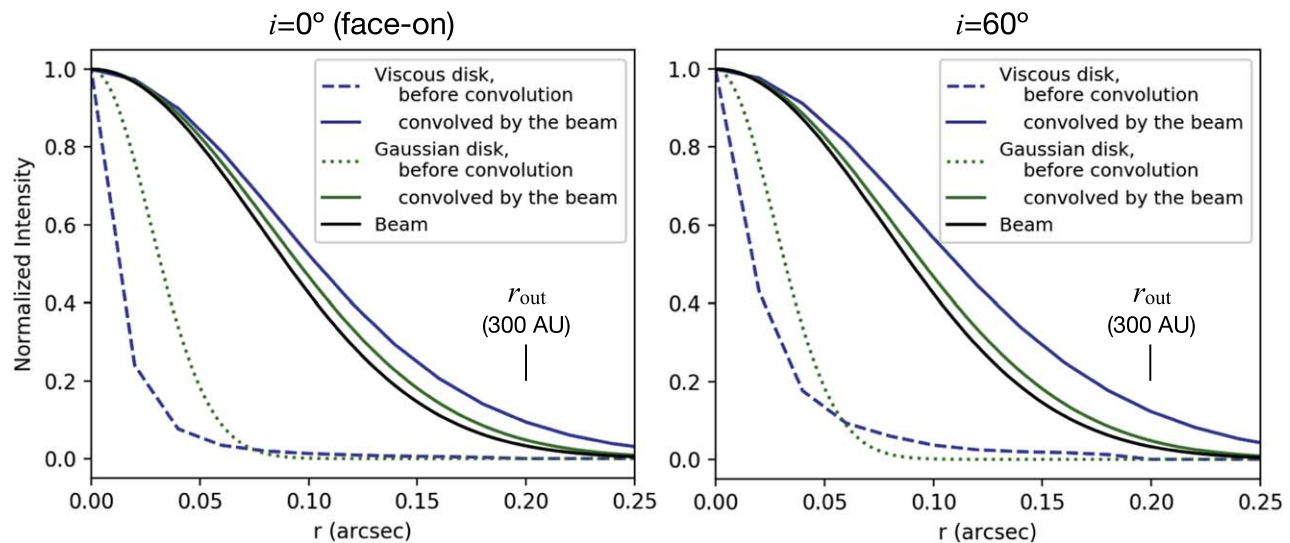 i=0° (face-on)
1.0
0.8
0.6
0.4
0.2
0.0
Normalized Intensity
Viscous disk,
before convolution
convolved by the beam
Gaussian disk,
before convolution
convolved by the beam
Beam
rout
(300 AU)
0.00 0.05 0.10 0.15 0.20 0.25
r (arcsec)
i=60°
1.0
0.8
0.6
0.4
0.2
0.0
Viscous disk,
before convolution
convolved by the beam
Gaussian disk,
before convolution
convolved by the beam
Beam
rout
(300 AU)
0.00 0.05 0.10 0.15 0.20 0.25
r (arcsec)